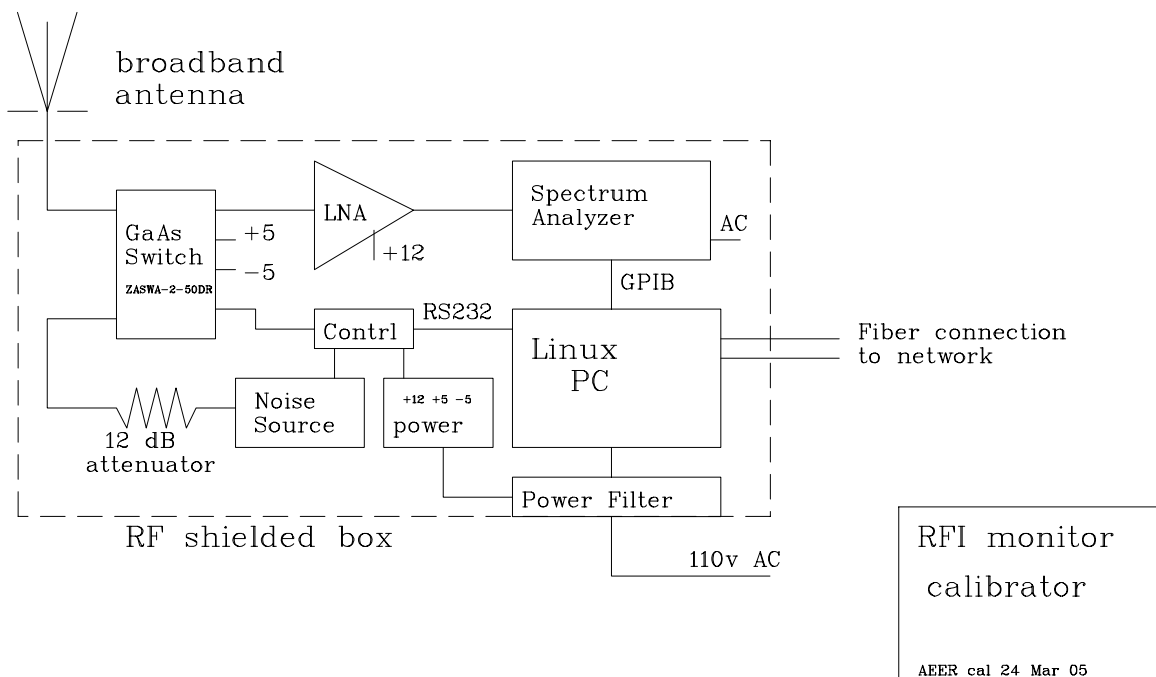 broadband
antenna
GaAs
Switch
ZASWA-2-50DR
+5
-5
LNA
+12
Spectrum
Analyzer
AC
GPIB
Contrl
RS232
Linux
PC
Fiber connection
to network
12 dB
attenuator
Noise
Source
+12 +5 -5
power
Power Filter
RF shielded box
110v AC
RFI monitor
calibrator
AEER cal 24 Mar 05